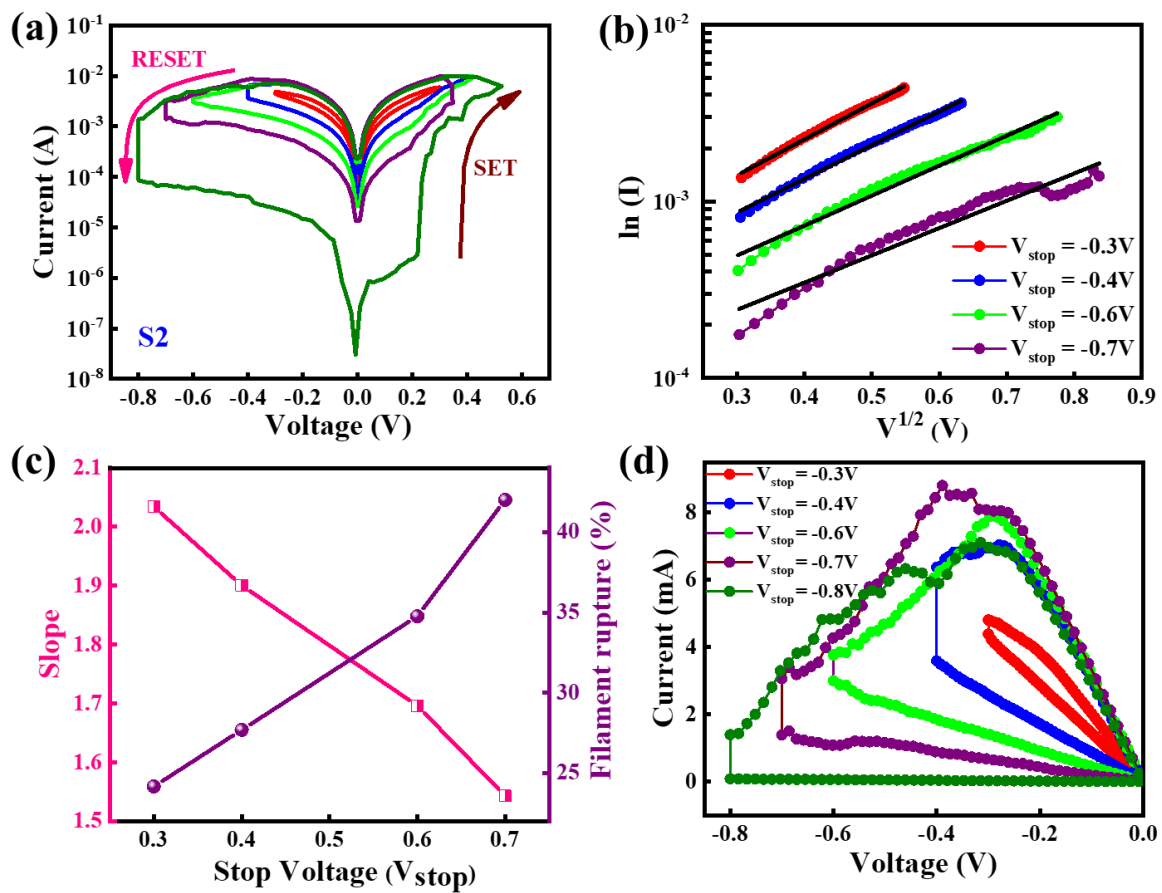 (a)
10^-1
10^-2
10^-3
10^-4
10^-5
10^-6
10^-7
10^-8
Current (A)
RESET
SET
S2
-0.8 -0.6 -0.4 -0.2 0.0 0.2 0.4 0.6
Voltage (V)
(b)
10^-2
10^-3
10^-4
ln (I)
V_stop = -0.3V
V_stop = -0.4V
V_stop = -0.6V
V_stop = -0.7V
0.3 0.4 0.5 0.6 0.7 0.8 0.9
V^1/2 (V)
(c)
2.1
2.0
1.9
1.8
1.7
1.6
1.5
Slope
40
35
30
25
Filament rupture (%)
0.3 0.4 0.5 0.6 0.7
Stop Voltage (V_stop)
(d)
V_stop = -0.3V
V_stop = -0.4V
V_stop = -0.6V
V_stop = -0.7V
V_stop = -0.8V
8
6
4
2
0
Current (mA)
-0.8 -0.6 -0.4 -0.2 0.0
Voltage (V)